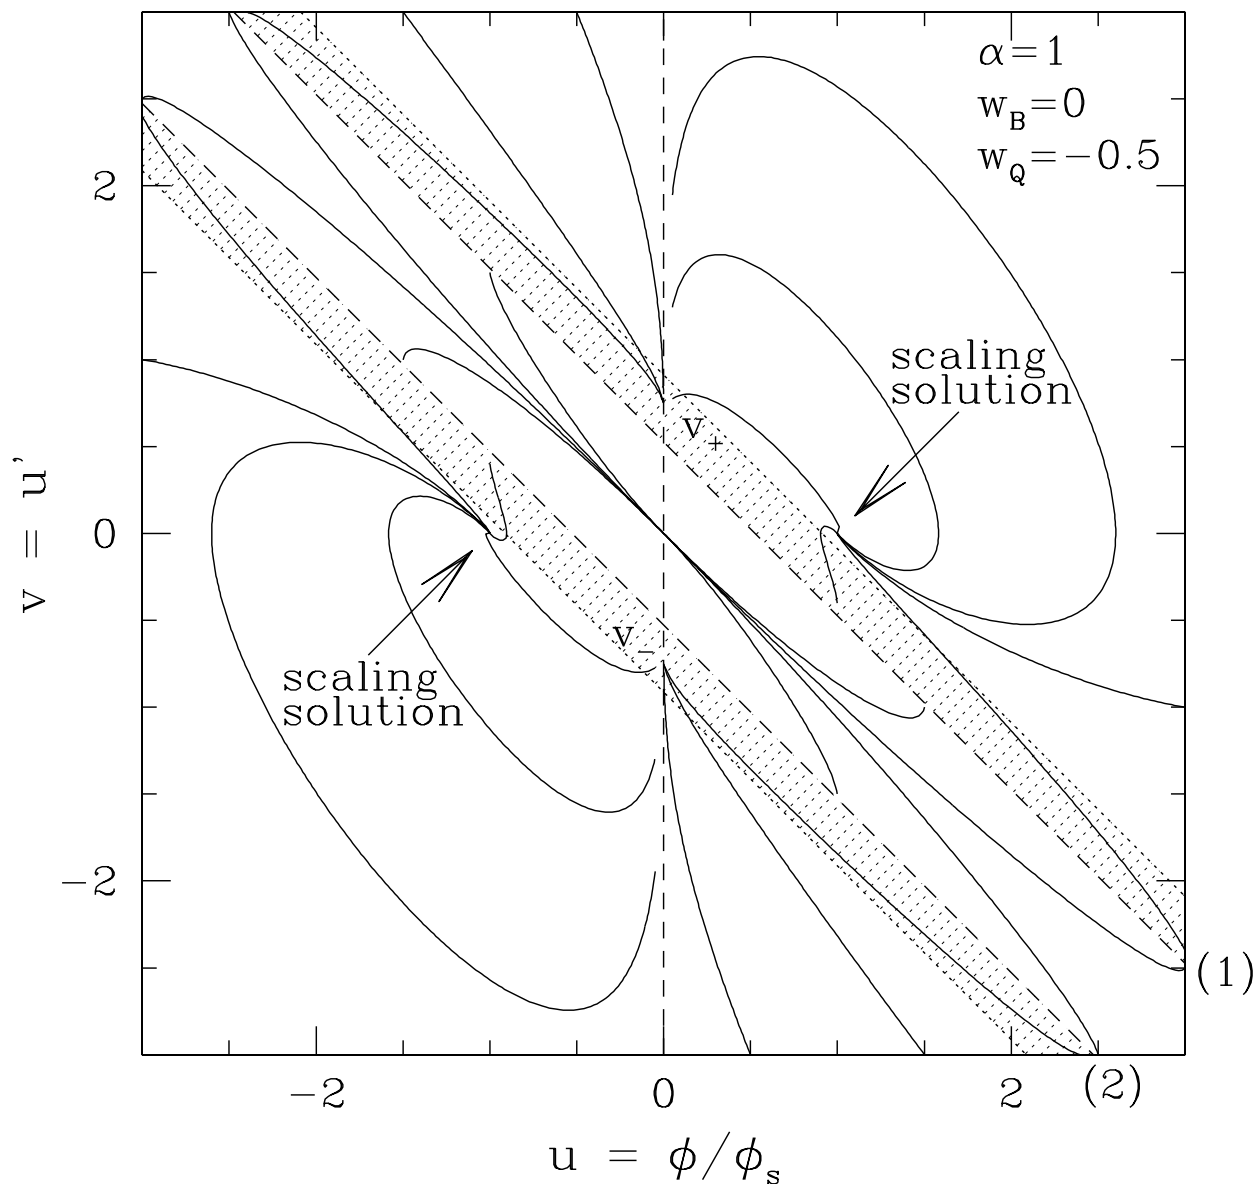 α=1
w_B=0
w_Q=−0.5
2
0
−2
v = u'
scaling
solution
v_+
v_−
scaling
solution
(1)
(2)
−2
0
2
u = ϕ/ϕ_s